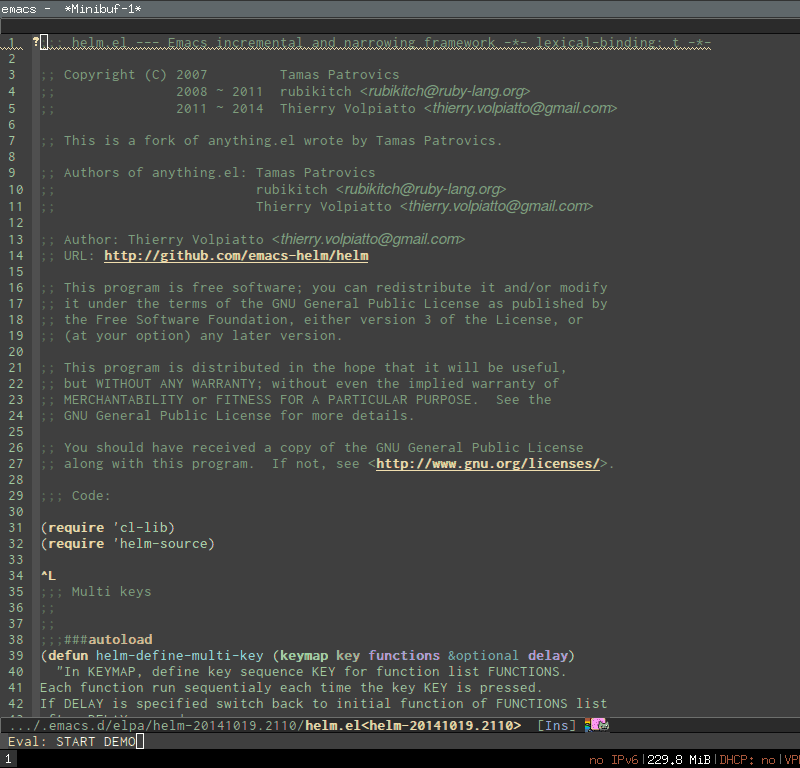 emacs -  *Minibuf-1*
1 ?;; helm.el --- Emacs incremental and narrowing framework -*- lexical-binding: t -*-
2
3 ;; Copyright (C) 2007         Tamas Patrovics
4 ;;               2008 ~ 2011  rubikitch <rubikitch@ruby-lang.org>
5 ;;               2011 ~ 2014  Thierry Volpiatto <thierry.volpiatto@gmail.com>
6
7 ;; This is a fork of anything.el wrote by Tamas Patrovics.
8
9 ;; Authors of anything.el: Tamas Patrovics
10 ;;                         rubikitch <rubikitch@ruby-lang.org>
11 ;;                         Thierry Volpiatto <thierry.volpiatto@gmail.com>
12
13 ;; Author: Thierry Volpiatto <thierry.volpiatto@gmail.com>
14 ;; URL: http://github.com/emacs-helm/helm
15
16 ;; This program is free software; you can redistribute it and/or modify
17 ;; it under the terms of the GNU General Public License as published by
18 ;; the Free Software Foundation, either version 3 of the License, or
19 ;; (at your option) any later version.
20
21 ;; This program is distributed in the hope that it will be useful,
22 ;; but WITHOUT ANY WARRANTY; without even the implied warranty of
23 ;; MERCHANTABILITY or FITNESS FOR A PARTICULAR PURPOSE.  See the
24 ;; GNU General Public License for more details.
25
26 ;; You should have received a copy of the GNU General Public License
27 ;; along with this program.  If not, see <http://www.gnu.org/licenses/>.
28
29 ;;; Code:
30
31 (require 'cl-lib)
32 (require 'helm-source)
33
34 ^L
35 ;;; Multi keys
36 ;;
37 ;;
38 ;;;###autoload
39 (defun helm-define-multi-key (keymap key functions &optional delay)
40   "In KEYMAP, define key sequence KEY for function list FUNCTIONS.
41 Each function run sequentialy each time the key KEY is pressed.
42 If DELAY is specified switch back to initial function of FUNCTIONS list
.../.emacs.d/elpa/helm-20141019.2110/helm.el<helm-20141019.2110>  [Ins]
Eval: START DEMO
1 no IPv6|229.8 MiB|DHCP: no|VP